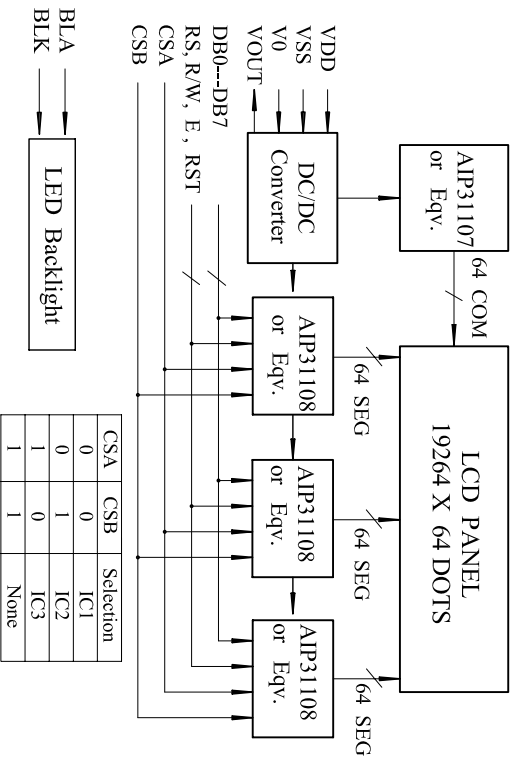 AIP31107
or Eqv.
64 COM
LCD PANEL
19264 X 64 DOTS
VDD
VSS
V0
VOUT
DC/DC
Converter
64 SEG
64 SEG
64 SEG
AIP31108
or Eqv.
AIP31108
or Eqv.
AIP31108
or Eqv.
DB0---DB7
RS, R/W, E , RST
CSA
CSB
BLA
BLK
LED Backlight
CSA CSB Selection
0 0 IC1
0 1 IC2
1 0 IC3
1 1 None